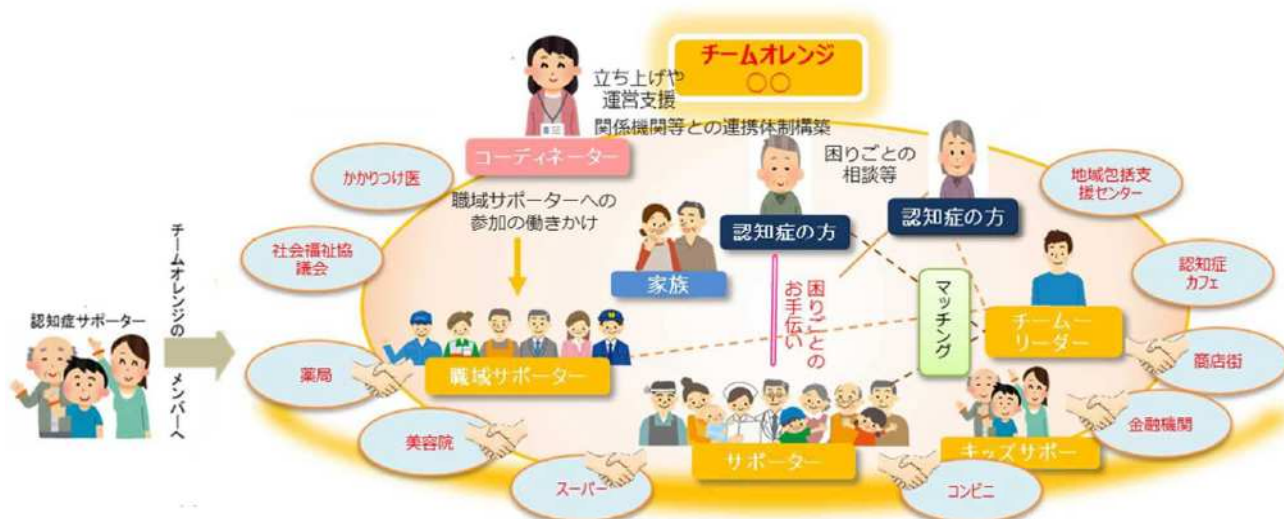 チームオレンジ
○○
立ち上げや
運営支援
関係機関等との連携体制構築
コーディネーター
困りごとの
相談等
かかりつけ医
地域包括支
援センター
職域サポーターへの
参加の働きかけ
認知症の方
認知症の方
社会福祉協
議会
家族
認知症
カフェ
認知症サポーター
チームオレンジの
メンバーへ
困りごとの
お手伝い
マッチング
チームー
リーダー
薬局
職域サポーター
商店街
美容院
金融機関
サポーター
キッズサポー
スーパー
コンビニ